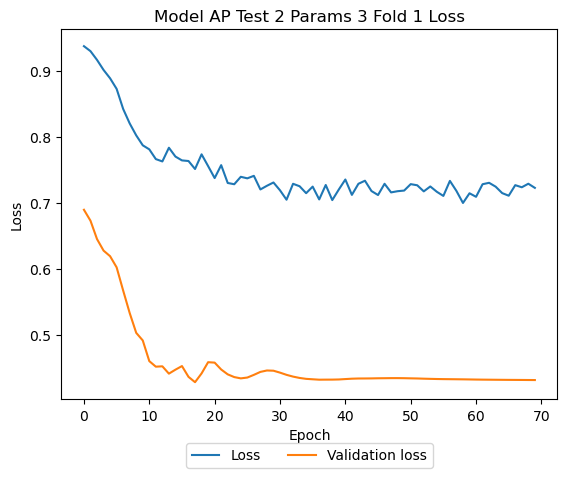 Model AP Test 2 Params 3 Fold 1 Loss
0.9
0.8
0.7
0.6
0.5
Loss
0 10 20 30 40 50 60 70
Epoch
Loss Validation loss